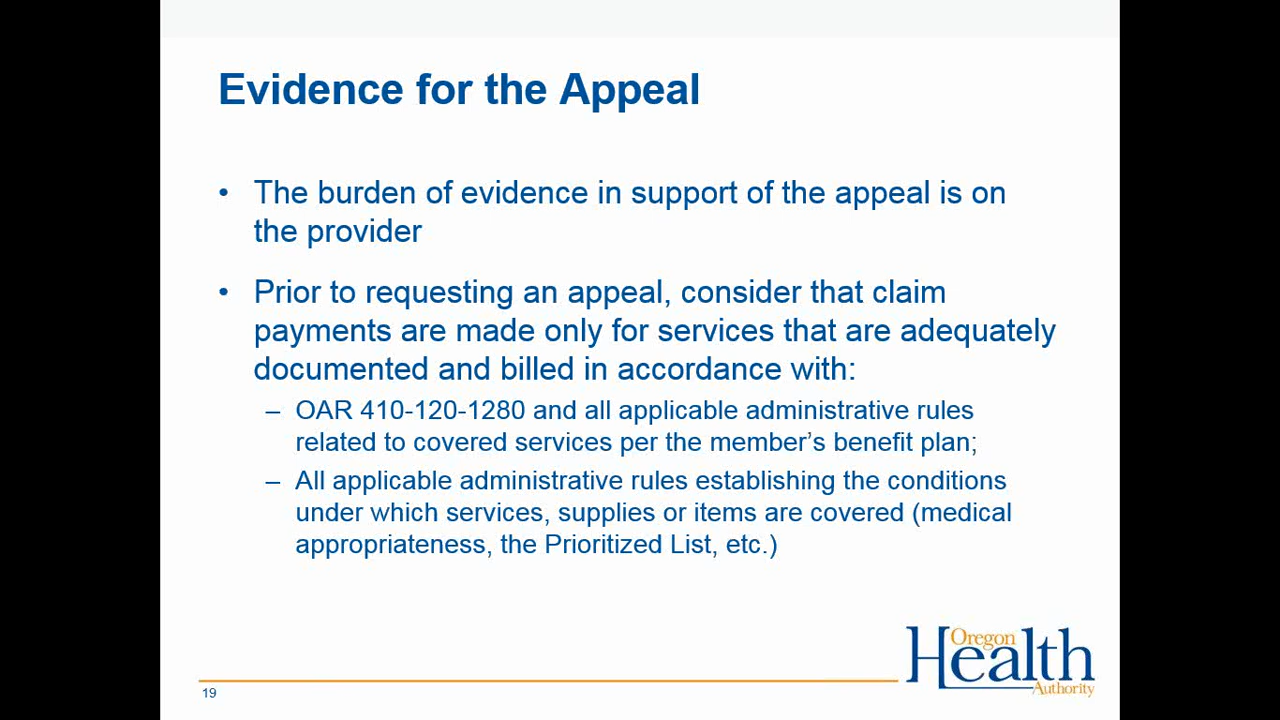 Evidence for the Appeal
• The burden of evidence in support of the appeal is on
the provider
• Prior to requesting an appeal, consider that claim
payments are made only for services that are adequately
documented and billed in accordance with:
– OAR 410-120-1280 and all applicable administrative rules
related to covered services per the member’s benefit plan;
– All applicable administrative rules establishing the conditions
under which services, supplies or items are covered (medical
appropriateness, the Prioritized List, etc.)
Oregon
Health
Authority
19